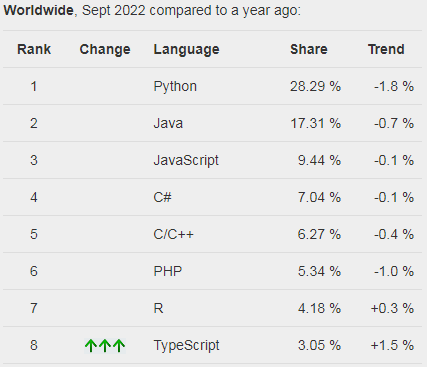 Worldwide, Sept 2022 compared to a year ago:
Rank Change Language Share Trend
1 Python 28.29 % -1.8 %
2 Java 17.31 % -0.7 %
3 JavaScript 9.44 % -0.1 %
4 C# 7.04 % -0.1 %
5 C/C++ 6.27 % -0.4 %
6 PHP 5.34 % -1.0 %
7 R 4.18 % +0.3 %
8 ↑↑↑ TypeScript 3.05 % +1.5 %